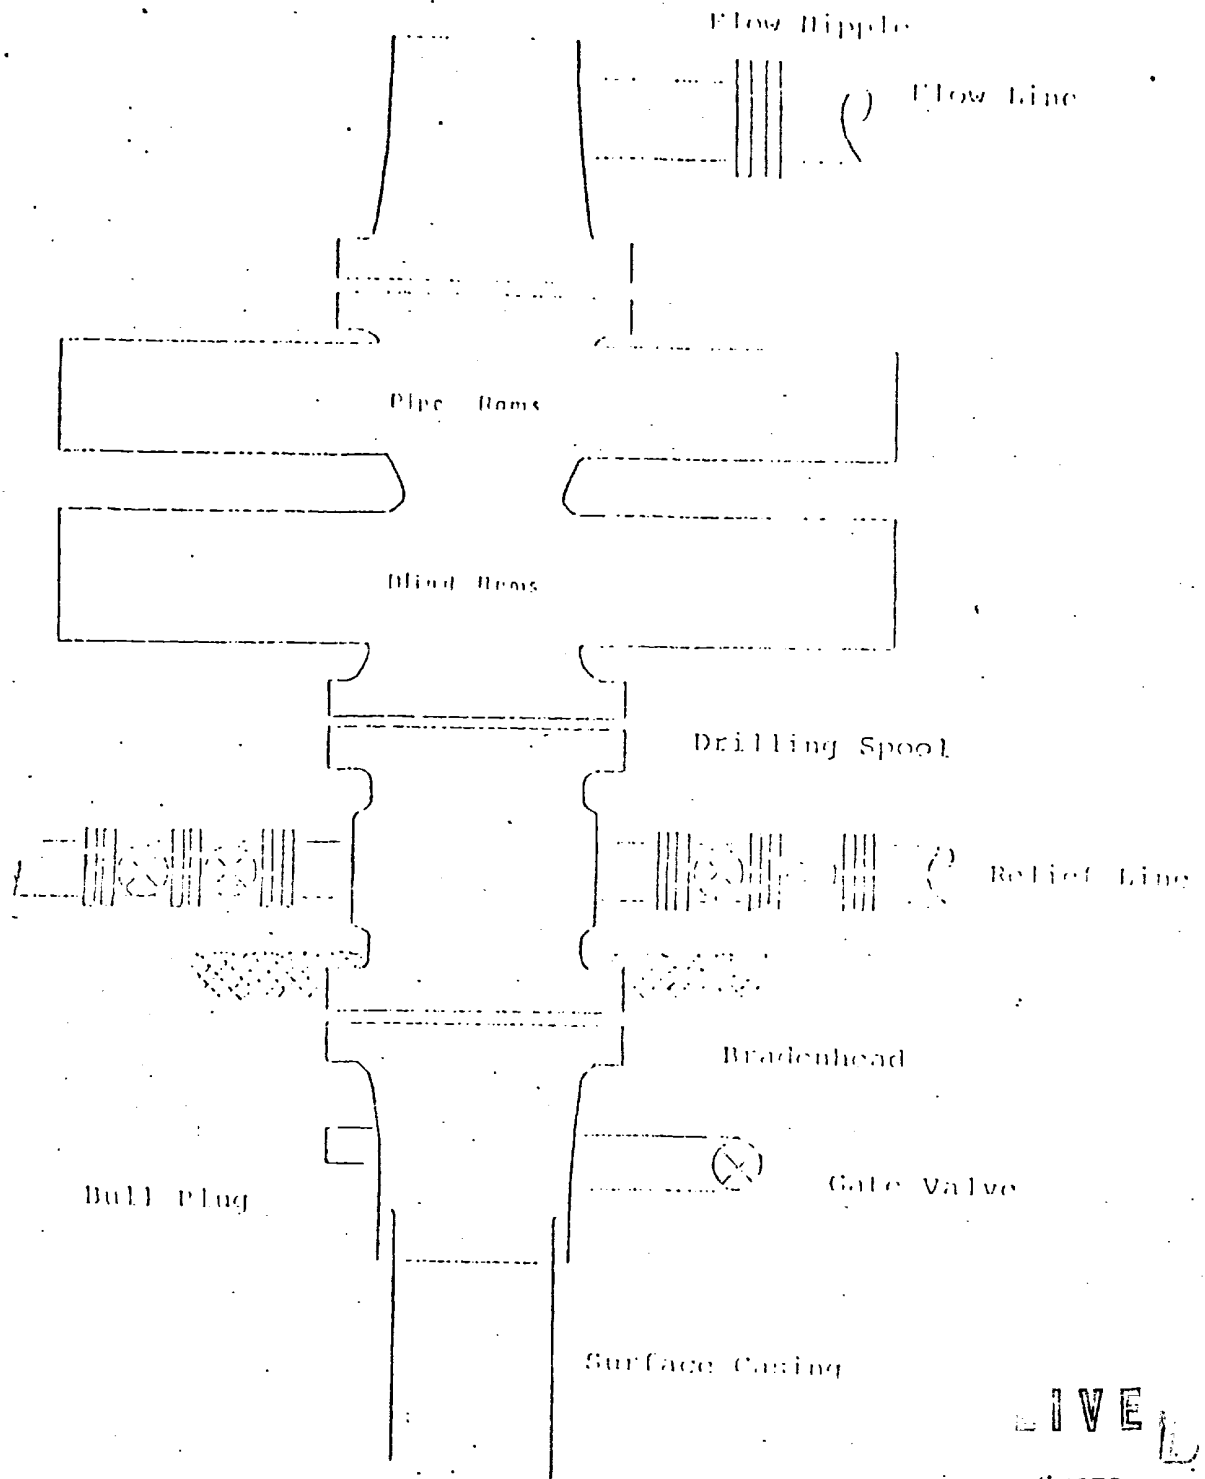 Flow Nipple
Flow Line
Pipe Rams
Blind Rams
Drilling Spool
Relief Line
Bradenhead
Bull Plug
Gate Valve
Surface Casing
IVE